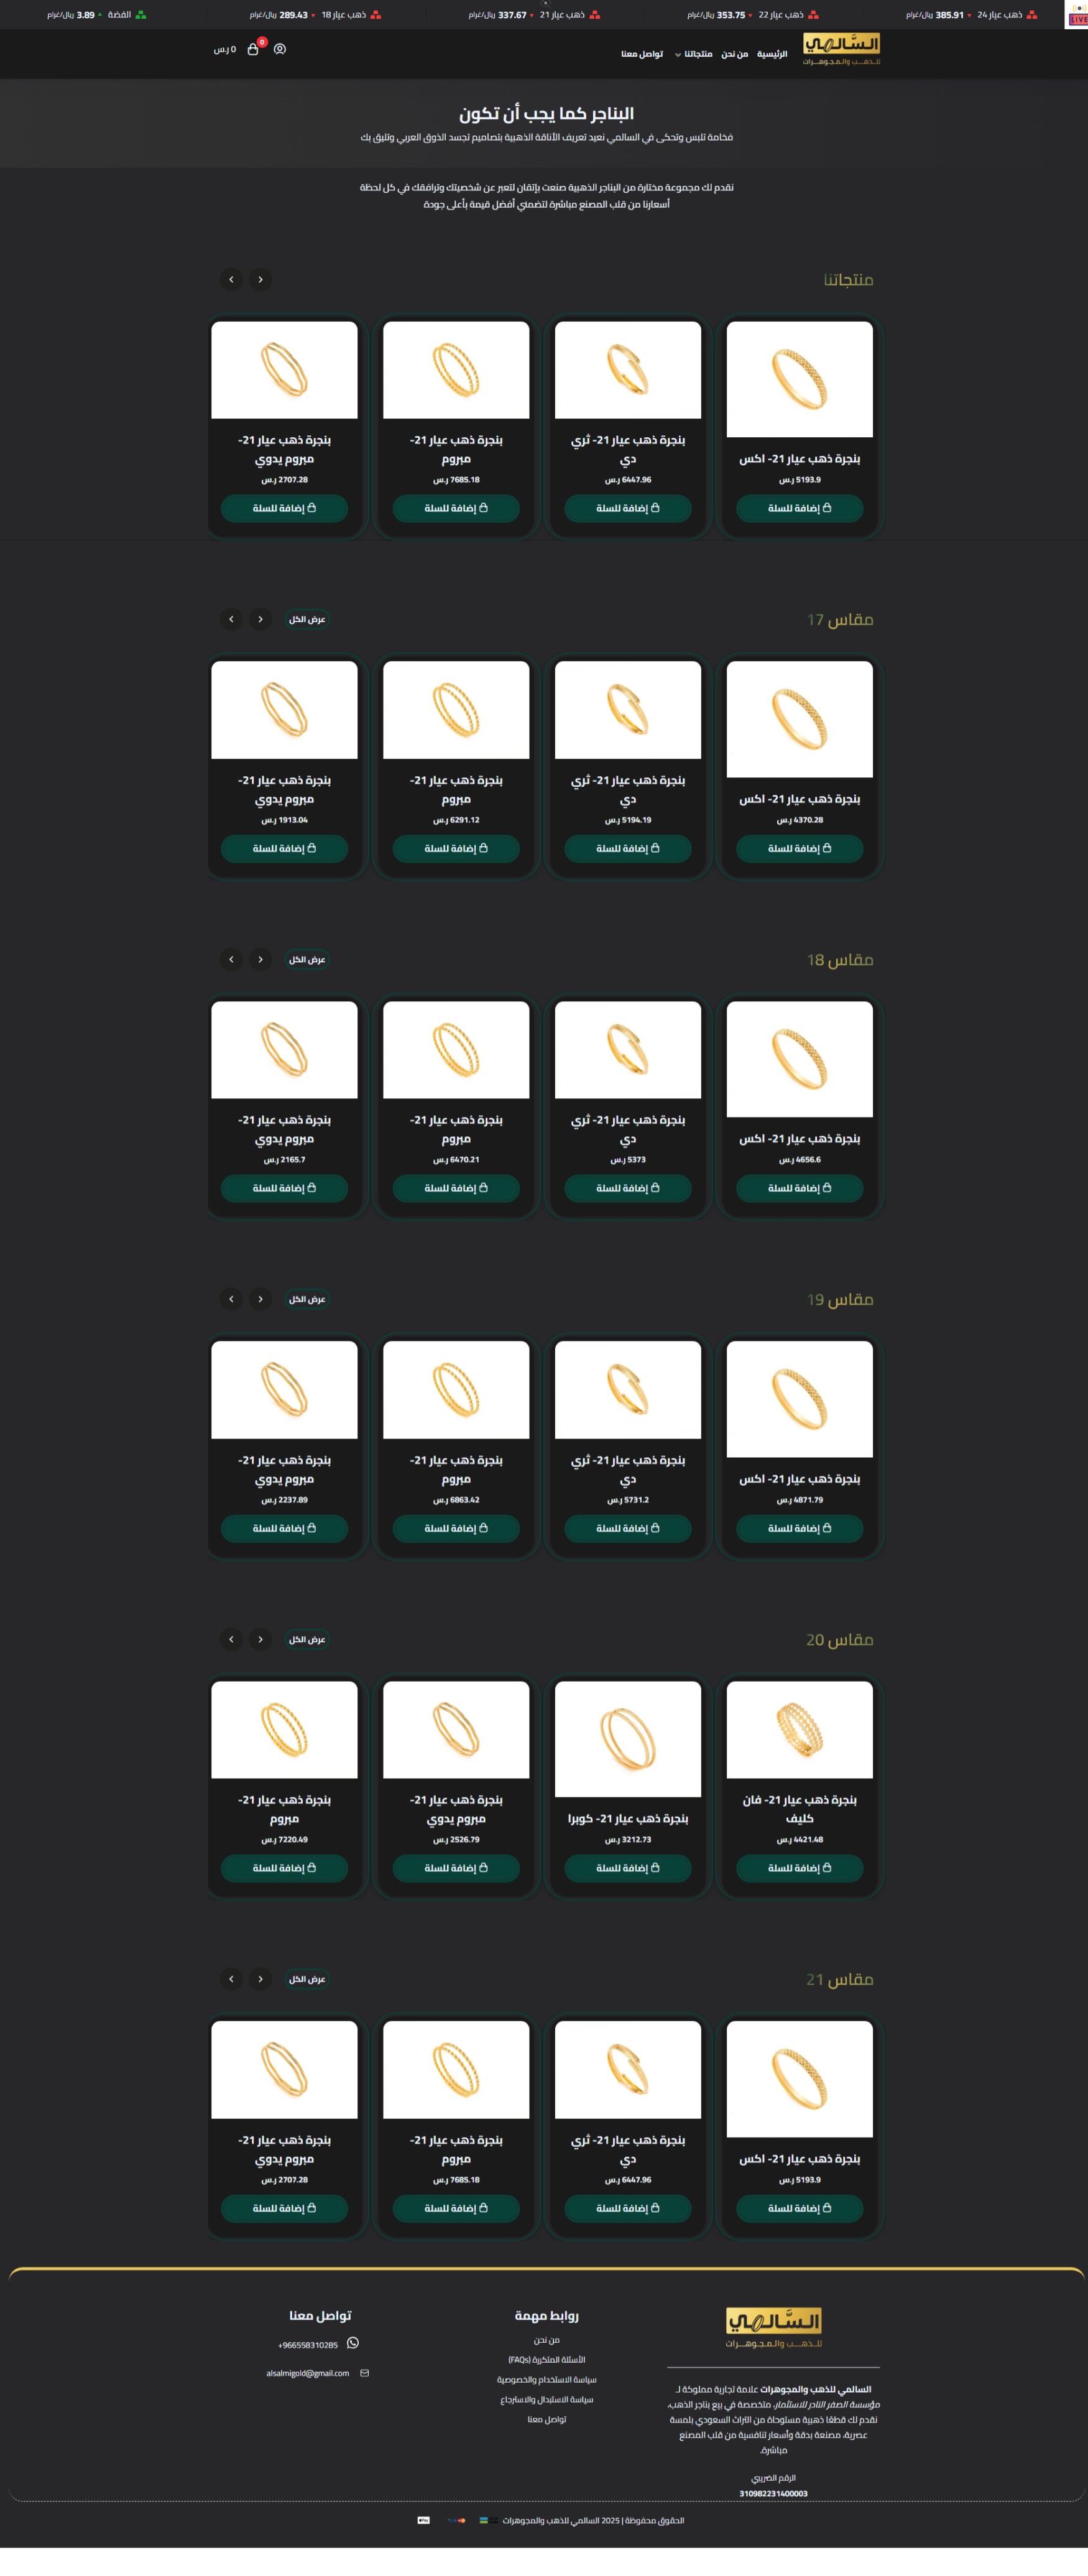 ذهب عيار 24 385.91 ريال/غرام
ذهب عيار 22 353.75 ريال/غرام
ذهب عيار 21 337.67 ريال/غرام
ذهب عيار 18 289.43 ريال/غرام
الفضة 3.89 ريال/غرام
LIVE
السالمي
للذهب والمجوهرات
الرئيسية
من نحن
منتجاتنا
تواصل معنا
0
0 ر.س
البناجر كما يجب أن تكون
فخامة تلبس وتحكى في السالمي نعيد تعريف الأناقة الذهبية بتصاميم تجسد الذوق العربي وتليق بك
نقدم لك مجموعة مختارة من البناجر الذهبية صنعت بإتقان لتعبر عن شخصيتك وترافقك في كل لحظة
أسعارنا من قلب المصنع مباشرة لتضمني أفضل قيمة بأعلى جودة
منتجاتنا
بنجرة ذهب عيار 21- اكس
5193.9 ر.س
إضافة للسلة
بنجرة ذهب عيار 21- ثري
دي
6447.96 ر.س
إضافة للسلة
بنجرة ذهب عيار 21-
مبروم
7685.18 ر.س
إضافة للسلة
بنجرة ذهب عيار 21-
مبروم يدوي
2707.28 ر.س
إضافة للسلة
مقاس 17
عرض الكل
بنجرة ذهب عيار 21- اكس
4370.28 ر.س
إضافة للسلة
بنجرة ذهب عيار 21- ثري
دي
5194.19 ر.س
إضافة للسلة
بنجرة ذهب عيار 21-
مبروم
6291.12 ر.س
إضافة للسلة
بنجرة ذهب عيار 21-
مبروم يدوي
1913.04 ر.س
إضافة للسلة
مقاس 18
عرض الكل
بنجرة ذهب عيار 21- اكس
4656.6 ر.س
إضافة للسلة
بنجرة ذهب عيار 21- ثري
دي
5373 ر.س
إضافة للسلة
بنجرة ذهب عيار 21-
مبروم
6470.21 ر.س
إضافة للسلة
بنجرة ذهب عيار 21-
مبروم يدوي
2165.7 ر.س
إضافة للسلة
مقاس 19
عرض الكل
بنجرة ذهب عيار 21- اكس
4871.79 ر.س
إضافة للسلة
بنجرة ذهب عيار 21- ثري
دي
5731.2 ر.س
إضافة للسلة
بنجرة ذهب عيار 21-
مبروم
6863.42 ر.س
إضافة للسلة
بنجرة ذهب عيار 21-
مبروم يدوي
2237.89 ر.س
إضافة للسلة
مقاس 20
عرض الكل
بنجرة ذهب عيار 21- فان
كليف
4421.48 ر.س
إضافة للسلة
بنجرة ذهب عيار 21- كوبرا
3212.73 ر.س
إضافة للسلة
بنجرة ذهب عيار 21-
مبروم يدوي
2526.79 ر.س
إضافة للسلة
بنجرة ذهب عيار 21-
مبروم
7220.49 ر.س
إضافة للسلة
مقاس 21
عرض الكل
بنجرة ذهب عيار 21- اكس
5193.9 ر.س
إضافة للسلة
بنجرة ذهب عيار 21- ثري
دي
6447.96 ر.س
إضافة للسلة
بنجرة ذهب عيار 21-
مبروم
7685.18 ر.س
إضافة للسلة
بنجرة ذهب عيار 21-
مبروم يدوي
2707.28 ر.س
إضافة للسلة
السَّالمي
للذهب والمجوهرات
السالمي للذهب والمجوهرات علامة تجارية مملوكة لـ
مؤسسة الصقر النادر للاستثمار، متخصصة في بيع بناجر الذهب،
نقدم لك قطعًا ذهبية مستوحاة من التراث السعودي بلمسة
عصرية، مصنعة بدقة وأسعار تنافسية من قلب المصنع
مباشرة.
الرقم الضريبي
310982231400003
روابط مهمة
من نحن
الأسئلة المتكررة (FAQs)
سياسة الاستخدام والخصوصية
سياسة الاستبدال والاسترجاع
تواصل معنا
تواصل معنا
+966558310285
alsalmigold@gmail.com
الحقوق محفوظة | 2025 السالمي للذهب والمجوهرات